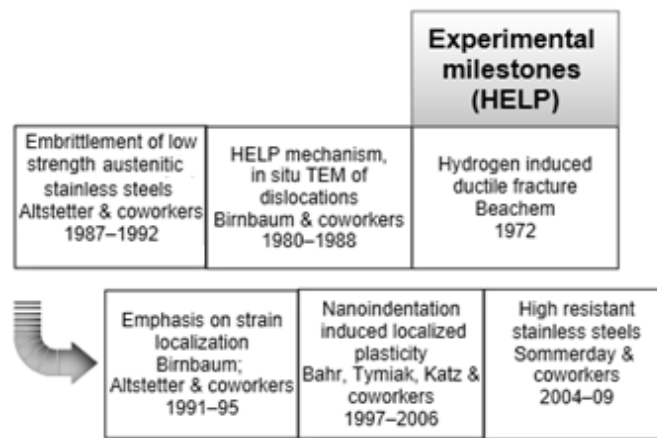 Experimental
milestones
(HELP)
Embrittlement of low
strength austenitic
stainless steels
Altstetter & coworkers
1987–1992
HELP mechanism,
in situ TEM of
dislocations
Birnbaum & coworkers
1980–1988
Hydrogen induced
ductile fracture
Beachem
1972
Emphasis on strain
localization
Birnbaum;
Altstetter & coworkers
1991–95
Nanoindentation
induced localized
plasticity
Bahr, Tymiak, Katz &
coworkers
1997–2006
High resistant
stainless steels
Sommerday &
coworkers
2004–09